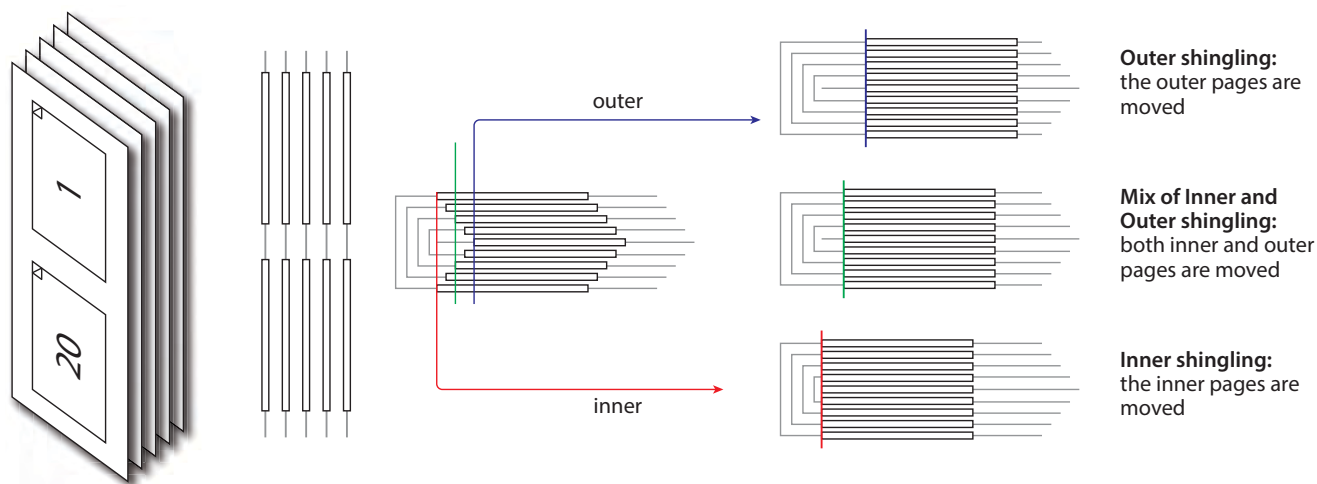 1
20
outer
inner
Outer shingling:
the outer pages are
moved
Mix of Inner and
Outer shingling:
both inner and outer
pages are moved
Inner shingling:
the inner pages are
moved